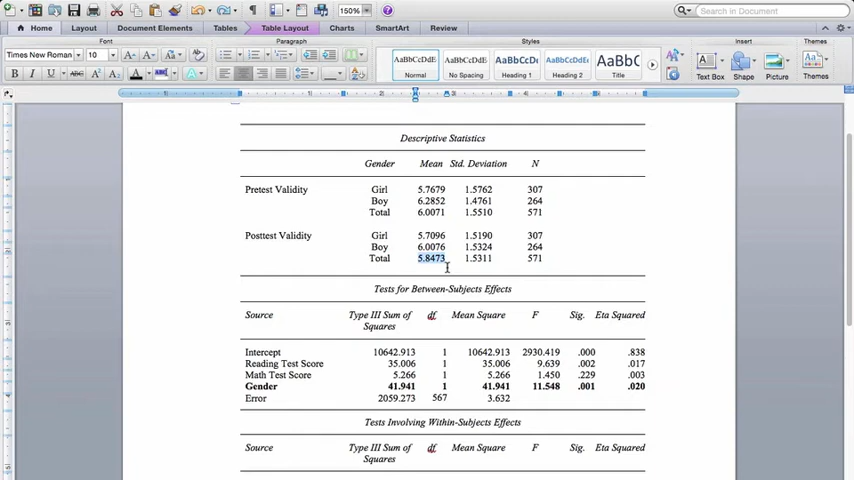 150%
Search in Document
Home
Layout
Document Elements
Tables
Table Layout
Charts
SmartArt
Review
Font
Paragraph
Styles
Insert
Themes
Times New Roman
10
AaBbCcDdE
Normal
AaBbCcDdE
No Spacing
AaBbCcD
Heading 1
AaBbCcDdE
Heading 2
AaBbC
Title
Text Box
Shape
Picture
Themes
Descriptive Statistics
Gender Mean Std. Deviation N
Pretest Validity Girl 5.7679 1.5762 307
Boy 6.2852 1.4761 264
Total 6.0071 1.5510 571
Posttest Validity Girl 5.7096 1.5190 307
Boy 6.0076 1.5324 264
Total 5.8473 1.5311 571
Tests for Between-Subjects Effects
Source Type III Sum of Squares df Mean Square F Sig. Eta Squared
Intercept 10642.913 1 10642.913 2930.419 .000 .838
Reading Test Score 35.006 1 35.006 9.639 .002 .017
Math Test Score 5.266 1 5.266 1.450 .229 .003
Gender 41.941 1 41.941 11.548 .001 .020
Error 2059.273 567 3.632
Tests Involving Within-Subjects Effects
Source Type III Sum of Squares df Mean Square F Sig. Eta Squared